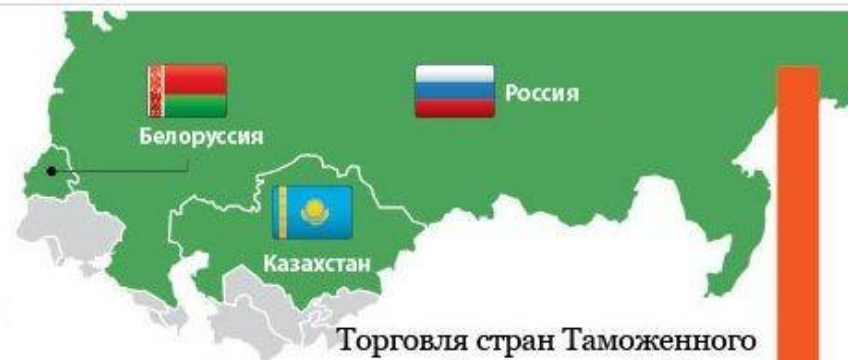 Россия
Белоруссия
Казахстан
Торговля стран Таможенного